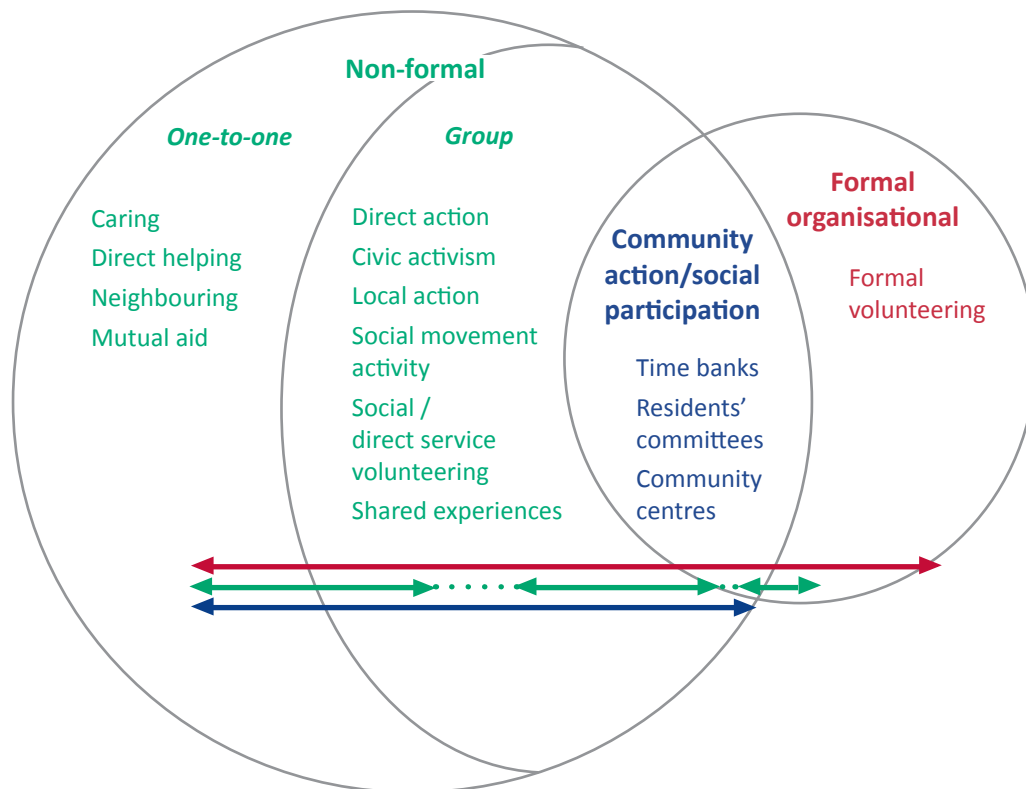 Non-formal
One-to-one
Caring
Direct helping
Neighbouring
Mutual aid
Group
Direct action
Civic activism
Local action
Social movement
activity
Social /
direct service
volunteering
Shared experiences
Community
action/social
participation
Time banks
Residents’
committees
Community
centres
Formal
organisational
Formal
volunteering